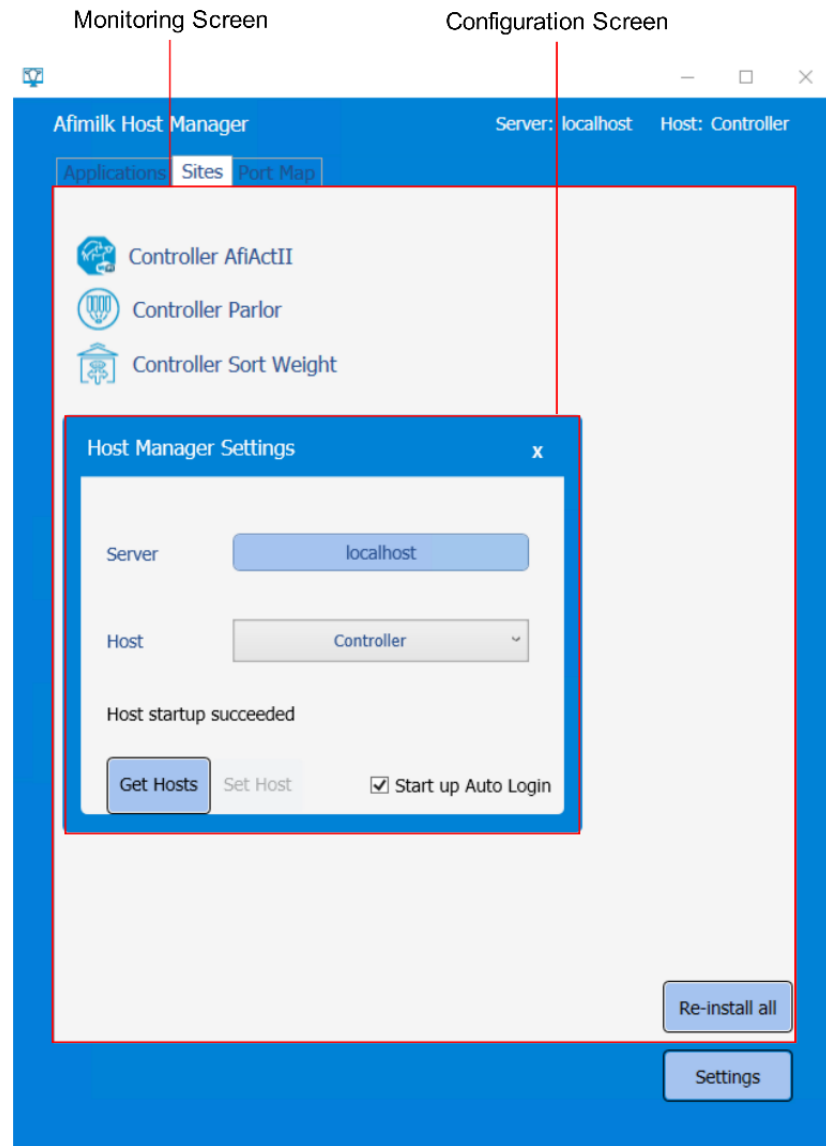 Monitoring Screen Configuration Screen
Afimilk Host Manager Server: localhost Host: Controller
Applications Sites Port Map
Controller AfiActII
Controller Parlor
Controller Sort Weight
Host Manager Settings x
Server localhost
Host Controller
Host startup succeeded
Get Hosts Set Host Start up Auto Login
Re-install all
Settings